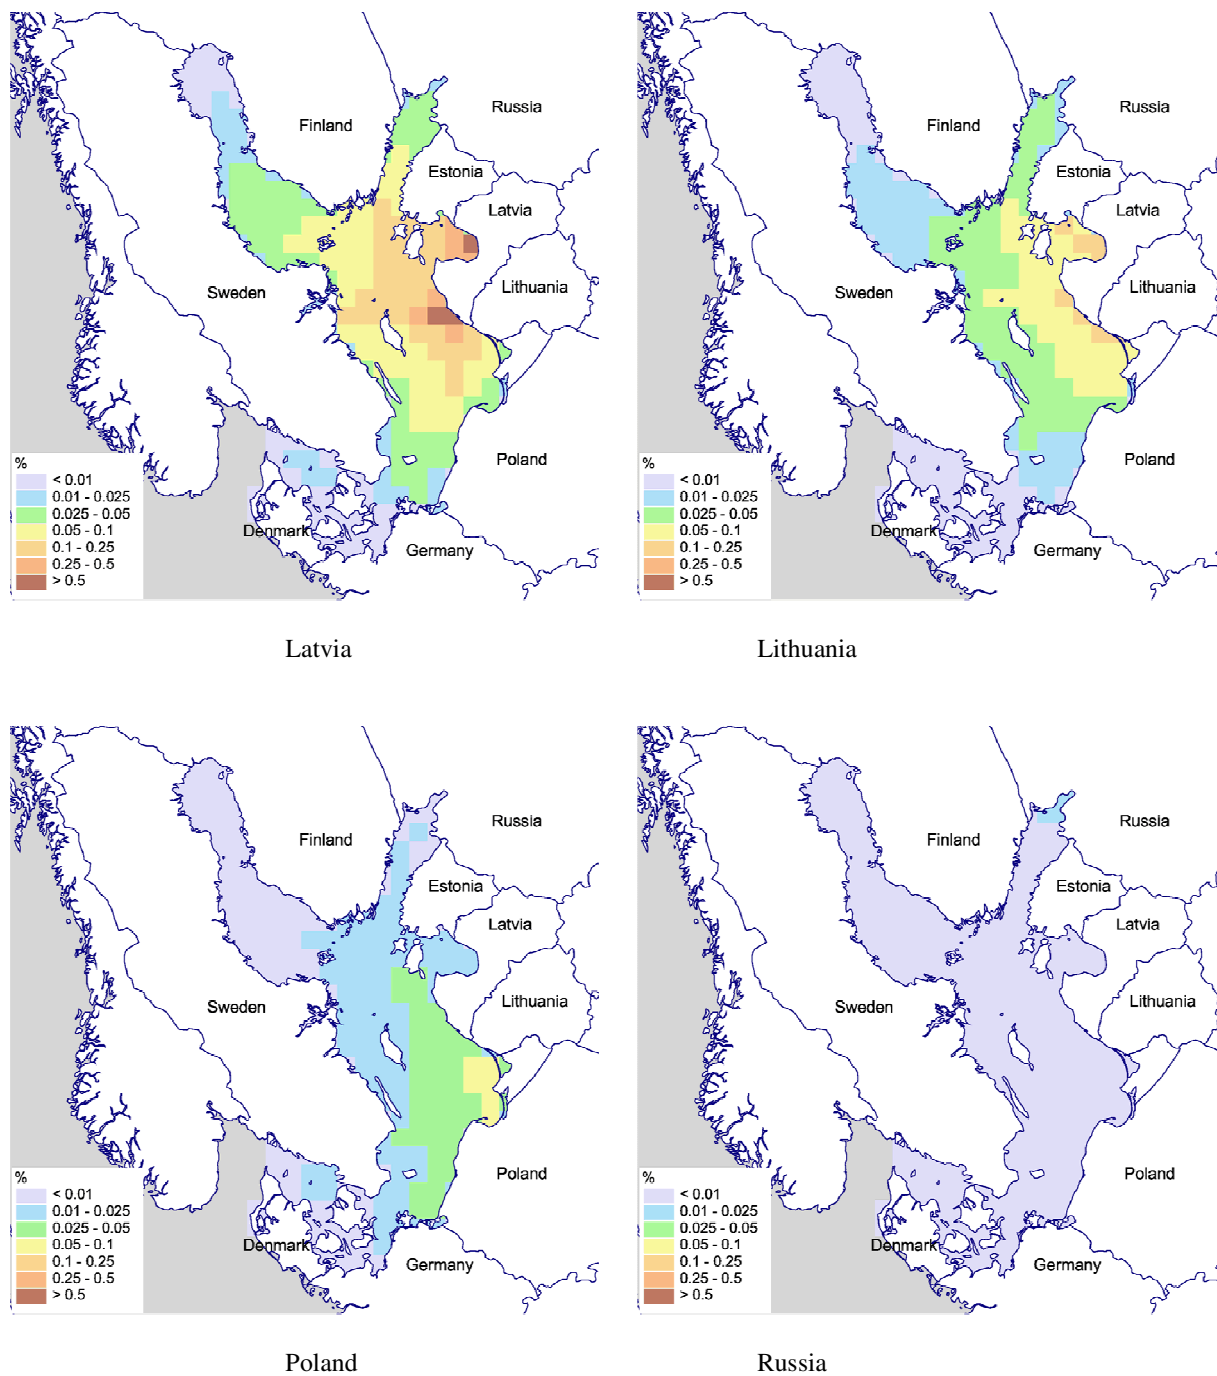 Finland
Russia
Estonia
Latvia
Lithuania
Sweden
Poland
Denmark
Germany
%
< 0.01
0.01 - 0.025
0.025 - 0.05
0.05 - 0.1
0.1 - 0.25
0.25 - 0.5
> 0.5
Finland
Russia
Estonia
Latvia
Lithuania
Sweden
Poland
Denmark
Germany
%
< 0.01
0.01 - 0.025
0.025 - 0.05
0.05 - 0.1
0.1 - 0.25
0.25 - 0.5
> 0.5
Latvia
Lithuania
Finland
Russia
Estonia
Latvia
Lithuania
Sweden
Poland
Denmark
Germany
%
< 0.01
0.01 - 0.025
0.025 - 0.05
0.05 - 0.1
0.1 - 0.25
0.25 - 0.5
> 0.5
Finland
Russia
Estonia
Latvia
Lithuania
Sweden
Poland
Denmark
Germany
%
< 0.01
0.01 - 0.025
0.025 - 0.05
0.05 - 0.1
0.1 - 0.25
0.25 - 0.5
> 0.5
Poland
Russia